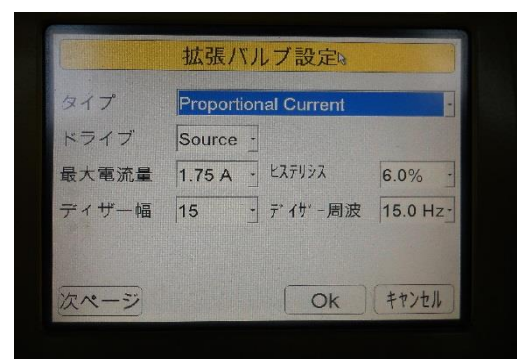 拡張バルブ設定
タイプ Proportional Current
ドライブ Source
最大電流量 1.75 A ﾋｽﾃﾘｼｽ 6.0%
ディザー幅 15 ﾃﾞｨｻﾞｰ周波 15.0 Hz
次ページ Ok ｷｬﾝｾﾙ